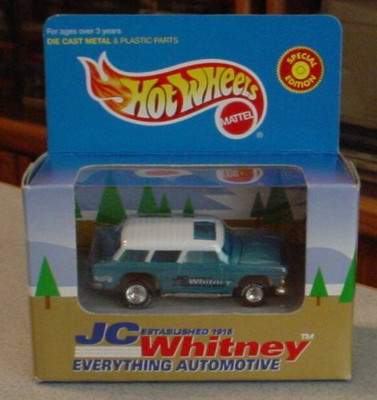 For ages over 3 years
DIE CAST METAL & PLASTIC PARTS
SPECIAL EDITION
Hot Wheels
MATTEL
®
Whitney
JC
ESTABLISHED 1915
Whitney™
EVERYTHING AUTOMOTIVE